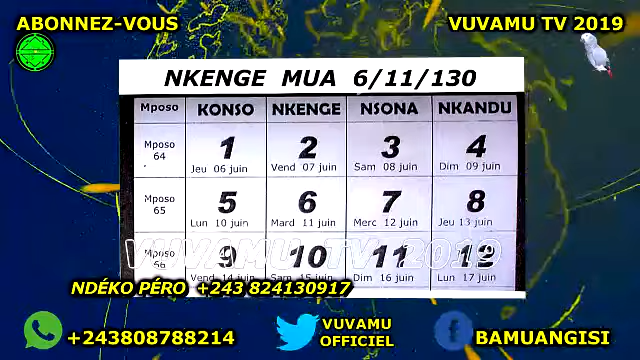 ABONNEZ-VOUS
VUVAMU TV 2019
NKENGE MUA 6/11/130
Mposo KONSO NKENGE NSONA NKANDU
Mposo 64 1 2 3 4
Jeu 06 juin Vend 07 juin Sam 08 juin Dim 09 juin
Mposo 65 5 6 7 8
Lun 10 juin Mard 11 juin Merc 12 juin Jeu 13 juin
Mposo 66 9 10 11 12
Vend 14 juin Sam 15 juin Dim 16 juin Lun 17 juin
VUVAMU TV 2019
NDÉKO PÉRO +243 824130917
+243808788214
VUVAMU
OFFICIEL
BAMUANGISI